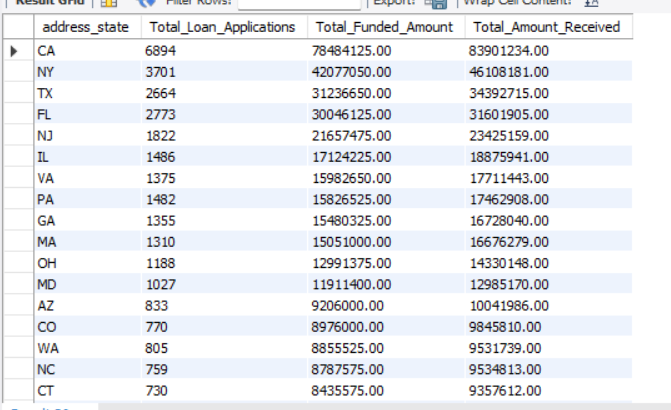 Result Grid Filter Rows: Export: Wrap Cell Content:
address_state Total_Loan_Applications Total_Funded_Amount Total_Amount_Received
CA 6894 78484125.00 83901234.00
NY 3701 42077050.00 46108181.00
TX 2664 31236650.00 34392715.00
FL 2773 30046125.00 31601905.00
NJ 1822 21657475.00 23425159.00
IL 1486 17124225.00 18875941.00
VA 1375 15982650.00 17711443.00
PA 1482 15826525.00 17462908.00
GA 1355 15480325.00 16728040.00
MA 1310 15051000.00 16676279.00
OH 1188 12991375.00 14330148.00
MD 1027 11911400.00 12985170.00
AZ 833 9206000.00 10041986.00
CO 770 8976000.00 9845810.00
WA 805 8855525.00 9531739.00
NC 759 8787575.00 9534813.00
CT 730 8435575.00 9357612.00